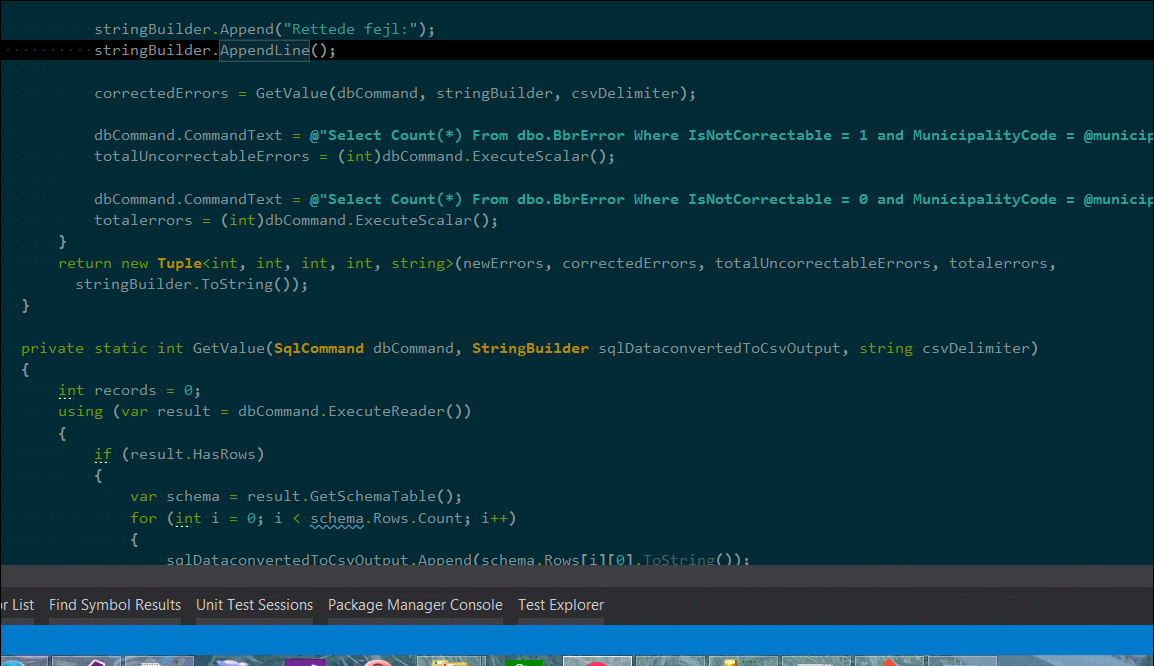 stringBuilder.Append("Rettede fejl:");
stringBuilder.AppendLine();
correctedErrors = GetValue(dbCommand, stringBuilder, csvDelimiter);
dbCommand.CommandText = @"Select Count(*) From dbo.BbrError Where IsNotCorrectable = 1 and MunicipalityCode = @municip
totalUncorrectableErrors = (int)dbCommand.ExecuteScalar();
dbCommand.CommandText = @"Select Count(*) From dbo.BbrError Where IsNotCorrectable = 0 and MunicipalityCode = @municip
totalerrors = (int)dbCommand.ExecuteScalar();
}
return new Tuple<int, int, int, int, string>(newErrors, correctedErrors, totalUncorrectableErrors, totalerrors,
stringBuilder.ToString());
}
private static int GetValue(SqlCommand dbCommand, StringBuilder sqlDataconvertedToCsvOutput, string csvDelimiter)
{
int records = 0;
using (var result = dbCommand.ExecuteReader())
{
if (result.HasRows)
{
var schema = result.GetSchemaTable();
for (int i = 0; i < schema.Rows.Count; i++)
{
sqlDataconvertedToCsvOutput.Append(schema.Rows[i][0].ToString());
r List Find Symbol Results Unit Test Sessions Package Manager Console Test Explorer